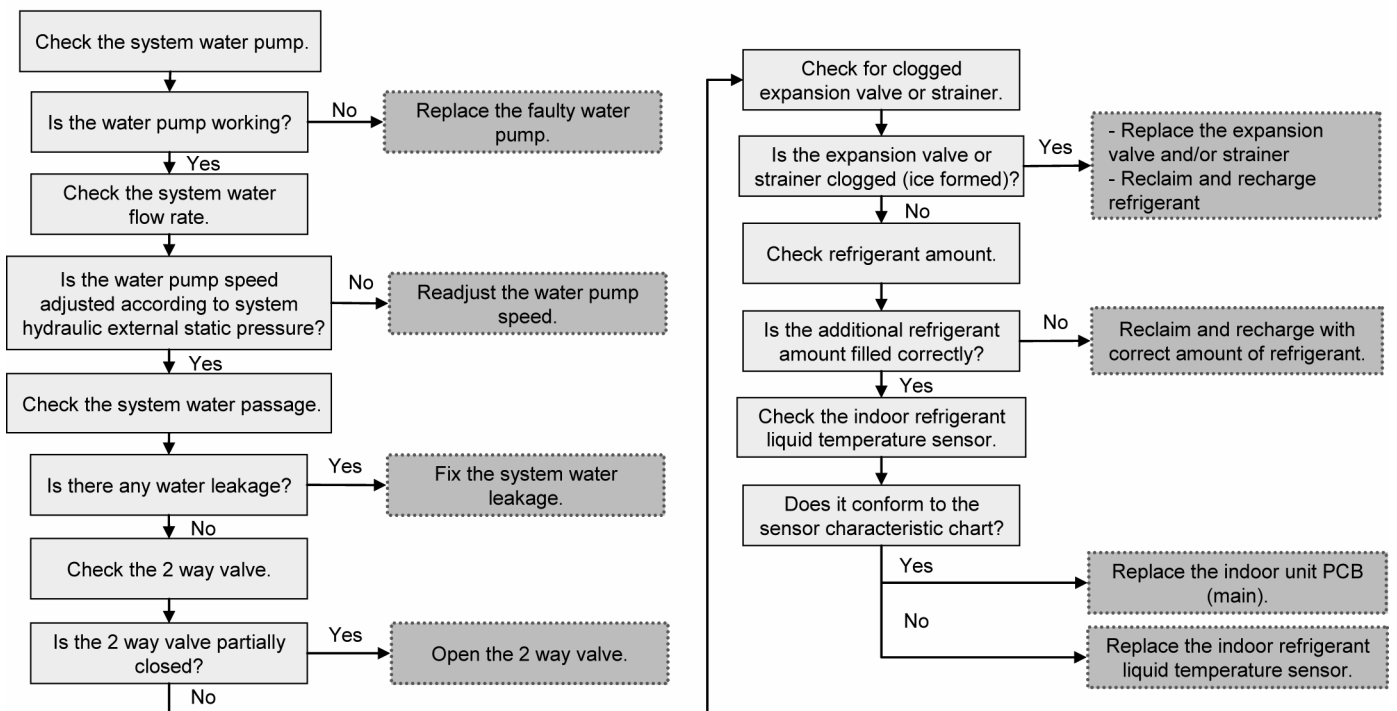 Check the system water pump.
Is the water pump working?
No
Replace the faulty water
pump.
Yes
Check the system water
flow rate.
Is the water pump speed
adjusted according to system
hydraulic external static pressure?
No
Readjust the water pump
speed.
Yes
Check the system water passage.
Is there any water leakage?
Yes
Fix the system water
leakage.
No
Check the 2 way valve.
Is the 2 way valve partially
closed?
Yes
Open the 2 way valve.
No
Check for clogged
expansion valve or strainer.
Is the expansion valve or
strainer clogged (ice formed)?
Yes
- Replace the expansion
valve and/or strainer
- Reclaim and recharge
refrigerant
No
Check refrigerant amount.
Is the additional refrigerant
amount filled correctly?
No
Reclaim and recharge with
correct amount of refrigerant.
Yes
Check the indoor refrigerant
liquid temperature sensor.
Does it conform to the
sensor characteristic chart?
Yes
Replace the indoor unit PCB
(main).
No
Replace the indoor refrigerant
liquid temperature sensor.